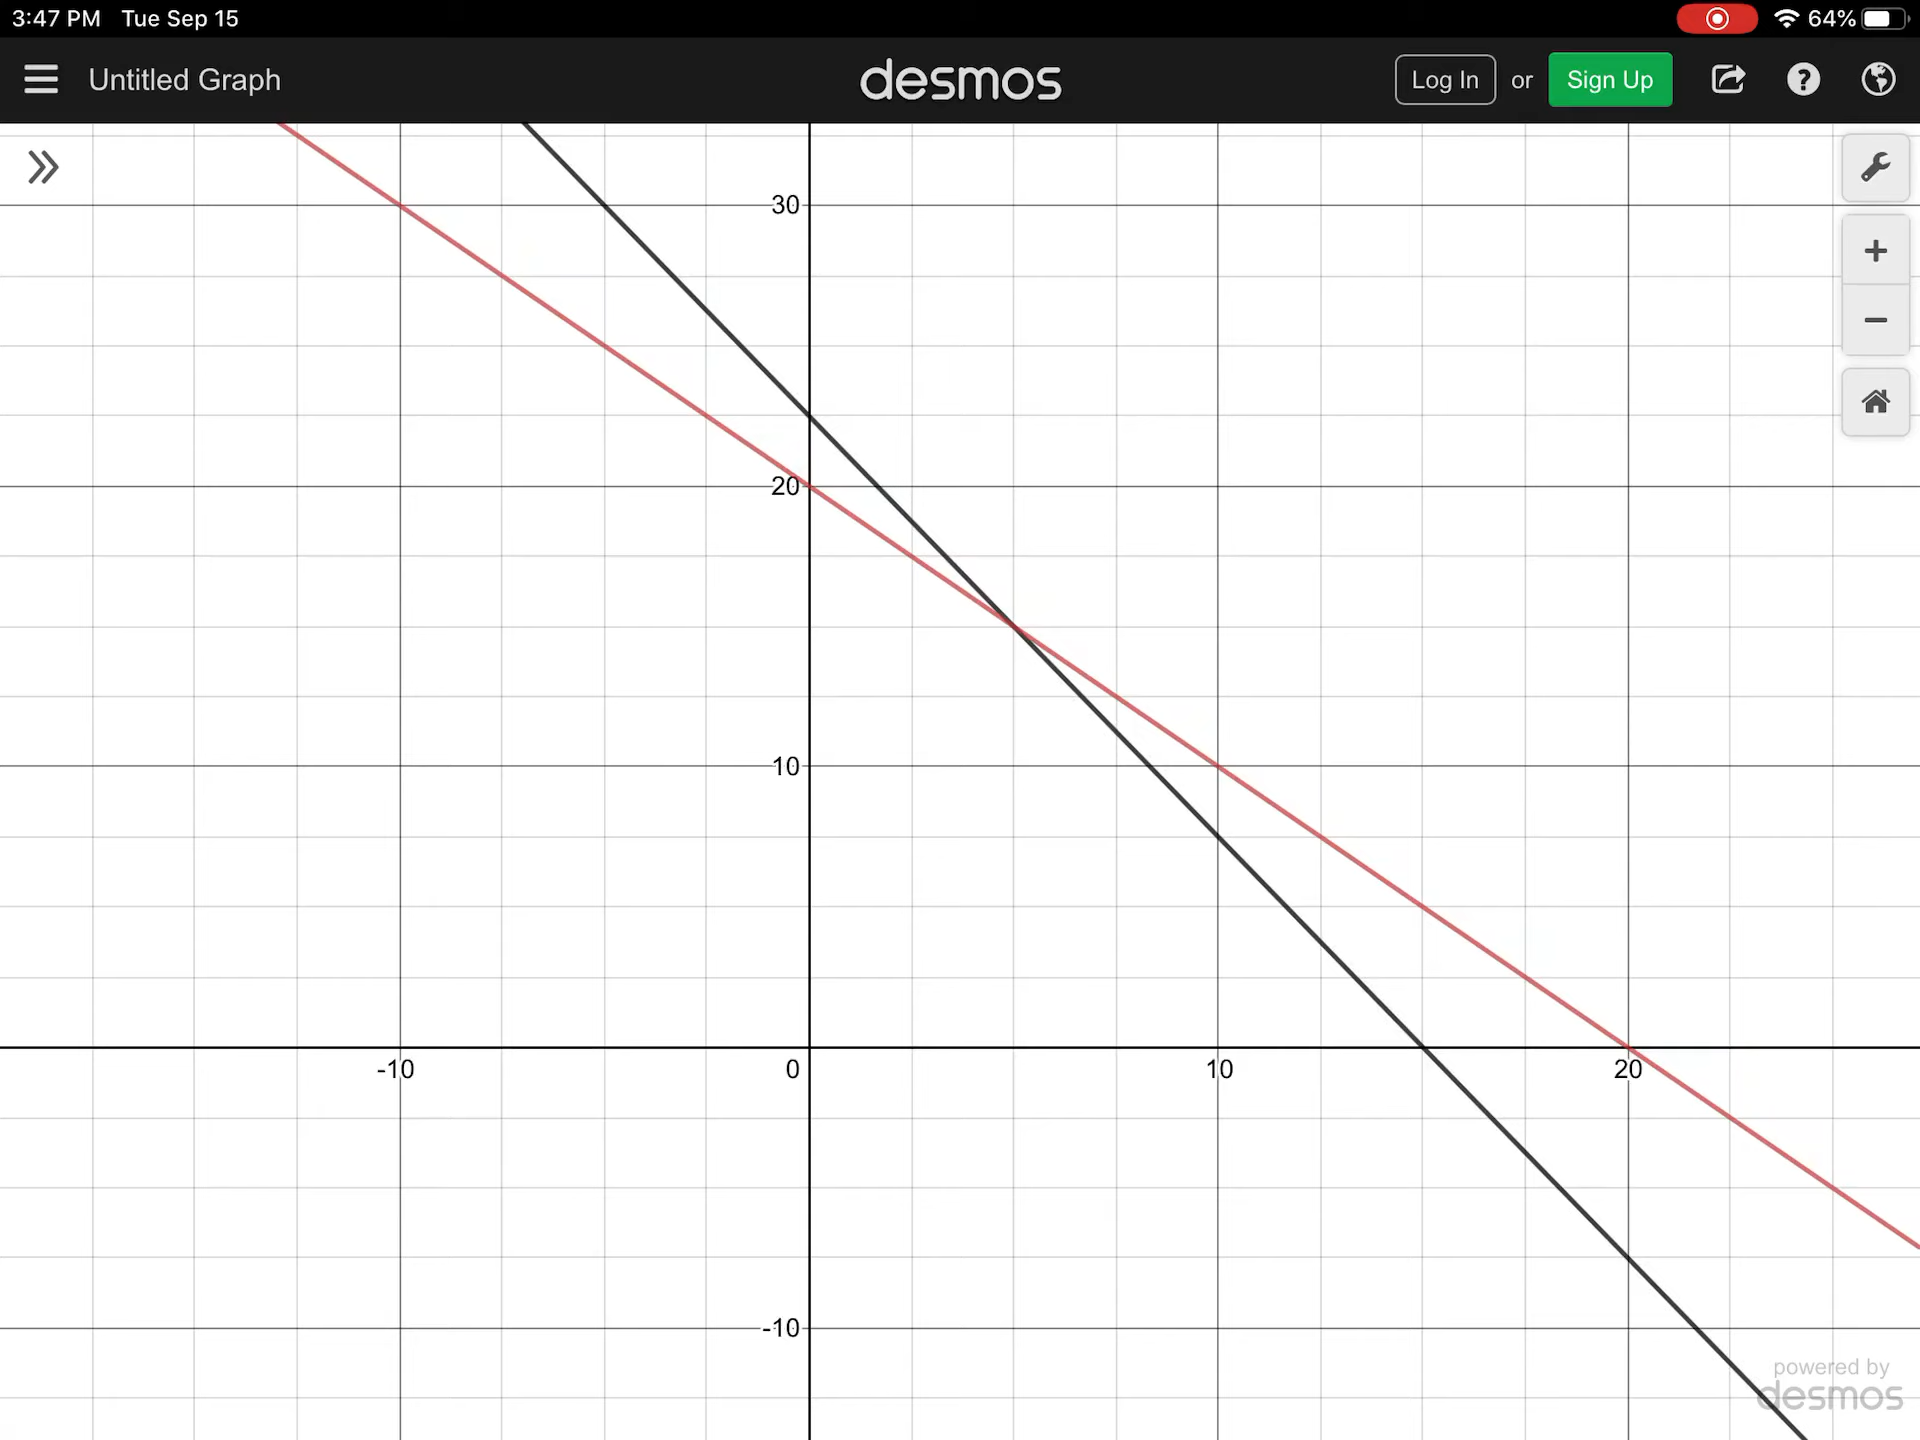 3:47 PM Tue Sep 15
64%
Untitled Graph
desmos
Log In or Sign Up
30
20
10
-10 0 10 20
-10
powered by
desmos